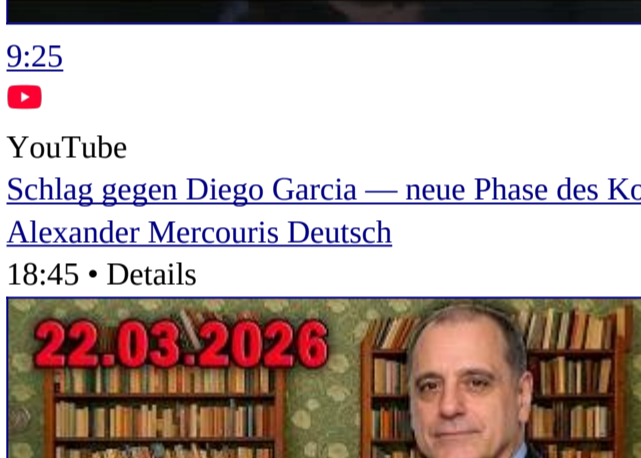 9:25
YouTube
Schlag gegen Diego Garcia — neue Phase des Ko
Alexander Mercouris Deutsch
18:45 • Details
22.03.2026